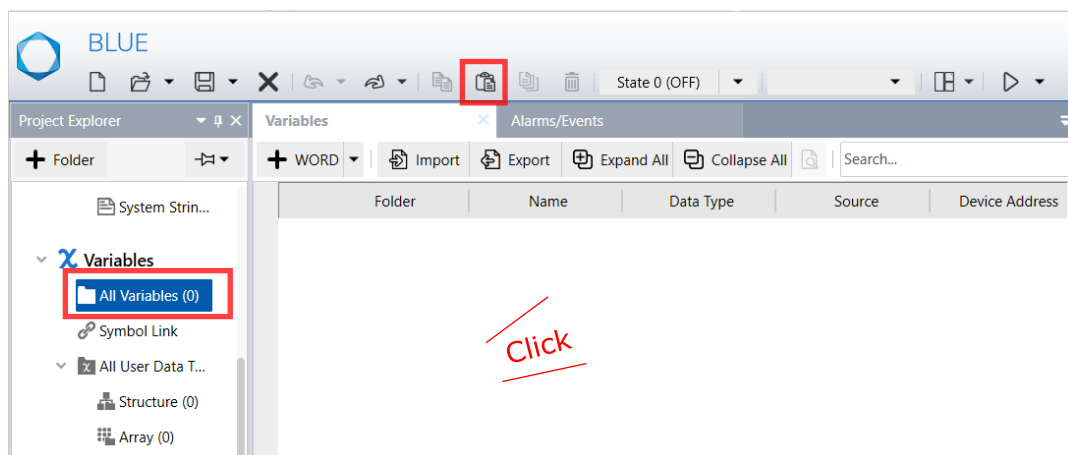 BLUE
State 0 (OFF)
Project Explorer
Variables
Alarms/Events
Folder
WORD
Import
Export
Expand All
Collapse All
Search...
System Strin...
Folder
Name
Data Type
Source
Device Address
Variables
All Variables (0)
Symbol Link
All User Data T...
Structure (0)
Array (0)
Click